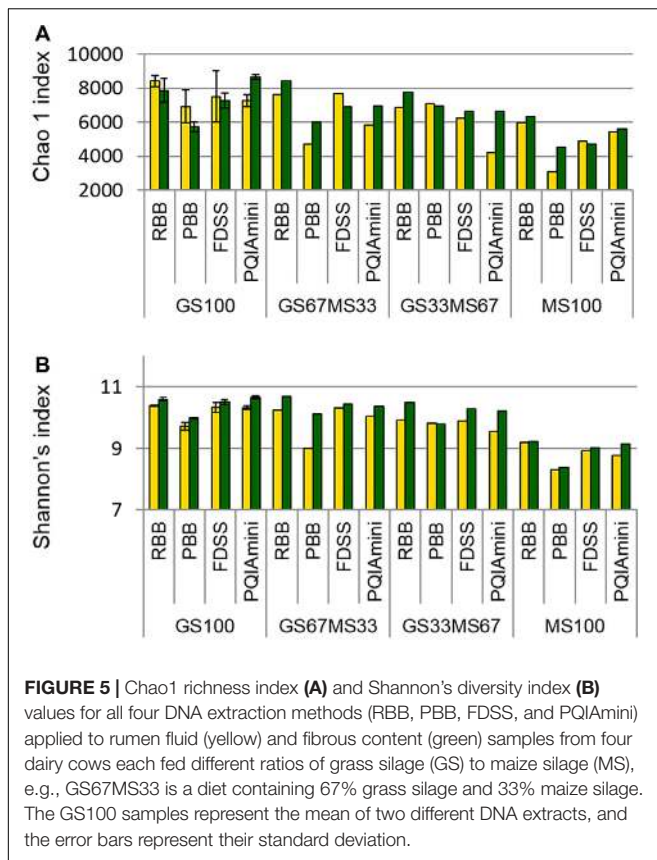 A
Chao 1 index
10000
8000
6000
4000
2000
RBB PBB FDSS PQIAmini RBB PBB FDSS PQIAmini RBB PBB FDSS PQIAmini RBB PBB FDSS PQIAmini
GS100 GS67MS33 GS33MS67 MS100
B
Shannon's index
11
9
7
RBB PBB FDSS PQIAmini RBB PBB FDSS PQIAmini RBB PBB FDSS PQIAmini RBB PBB FDSS PQIAmini
GS100 GS67MS33 GS33MS67 MS100
FIGURE 5 | Chao1 richness index (A) and Shannon's diversity index (B)
values for all four DNA extraction methods (RBB, PBB, FDSS, and PQIAmini)
applied to rumen fluid (yellow) and fibrous content (green) samples from four
dairy cows each fed different ratios of grass silage (GS) to maize silage (MS),
e.g., GS67MS33 is a diet containing 67% grass silage and 33% maize silage.
The GS100 samples represent the mean of two different DNA extracts, and
the error bars represent their standard deviation.